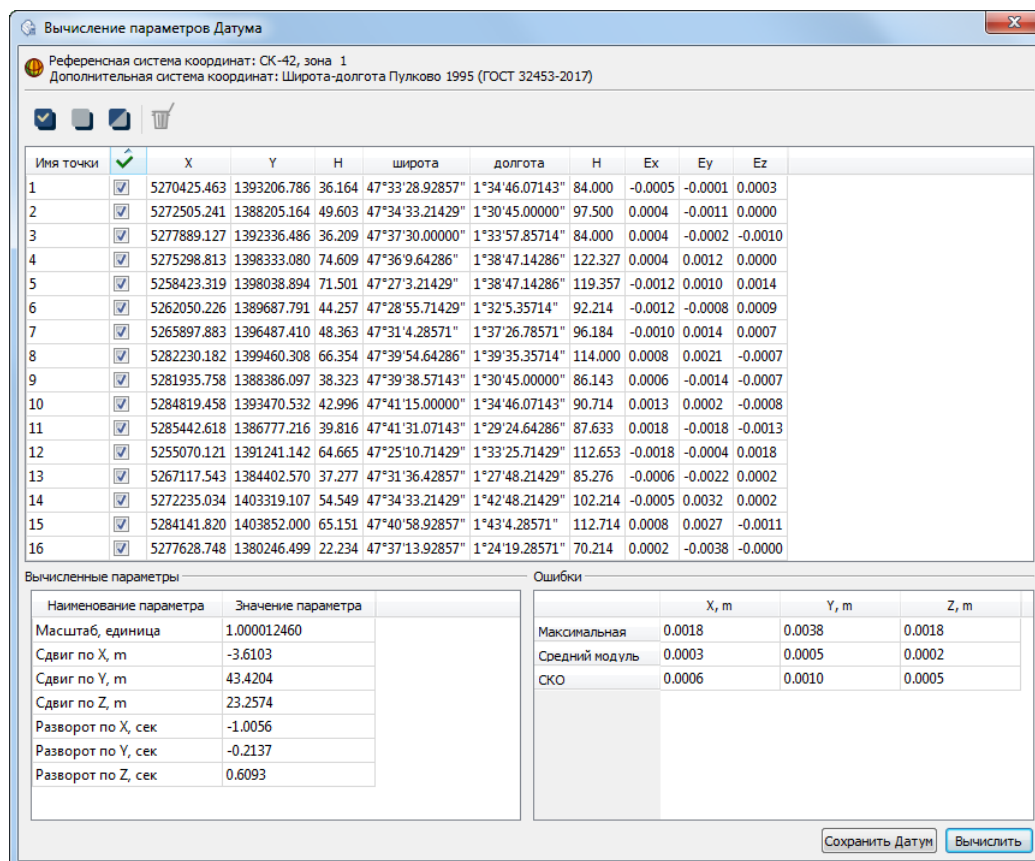 Вычисление параметров Датума
Референсная система координат: СК-42, зона 1
Дополнительная система координат: Широта-долгота Пулково 1995 (ГОСТ 32453-2017)
Имя точки X Y H широта долгота H Ex Ey Ez
1 5270425.463 1393206.786 36.164 47°33'28.92857" 1°34'46.07143" 84.000 -0.0005 -0.0001 0.0003
2 5272505.241 1388205.164 49.603 47°34'33.21429" 1°30'45.00000" 97.500 0.0004 -0.0011 0.0000
3 5277889.127 1392336.486 36.209 47°37'30.00000" 1°33'57.85714" 84.000 0.0004 -0.0002 -0.0010
4 5275298.813 1398333.080 74.609 47°36'9.64286" 1°38'47.14286" 122.327 0.0004 0.0012 0.0000
5 5258423.319 1398038.894 71.501 47°27'3.21429" 1°38'47.14286" 119.357 -0.0012 0.0010 0.0014
6 5262050.226 1389687.791 44.257 47°28'55.71429" 1°32'5.35714" 92.214 -0.0012 -0.0008 0.0009
7 5265897.883 1396487.410 48.363 47°31'4.28571" 1°37'26.78571" 96.184 -0.0010 0.0014 0.0007
8 5282230.182 1399460.308 66.354 47°39'54.64286" 1°39'35.35714" 114.000 0.0008 0.0021 -0.0007
9 5281935.758 1388386.097 38.323 47°39'38.57143" 1°30'45.00000" 86.143 0.0006 -0.0014 -0.0007
10 5284819.458 1393470.532 42.996 47°41'15.00000" 1°34'46.07143" 90.714 0.0013 0.0002 -0.0008
11 5285442.618 1386777.216 39.816 47°41'31.07143" 1°29'24.64286" 87.633 0.0018 -0.0018 -0.0013
12 5255070.121 1391241.142 64.665 47°25'10.71429" 1°33'25.71429" 112.653 -0.0018 -0.0004 0.0018
13 5267117.543 1384402.570 37.277 47°31'36.42857" 1°27'48.21429" 85.276 -0.0006 -0.0022 0.0002
14 5272235.034 1403319.107 54.549 47°34'33.21429" 1°42'48.21429" 102.214 -0.0005 0.0032 0.0002
15 5284141.820 1403852.000 65.151 47°40'58.92857" 1°43'4.28571" 112.714 0.0008 0.0027 -0.0011
16 5277628.748 1380246.499 22.234 47°37'13.92857" 1°24'19.28571" 70.214 0.0002 -0.0038 -0.0000
Вычисленные параметры
Наименование параметра Значение параметра
Масштаб, единица 1.000012460
Сдвиг по X, m -3.6103
Сдвиг по Y, m 43.4204
Сдвиг по Z, m 23.2574
Разворот по X, сек -1.0056
Разворот по Y, сек -0.2137
Разворот по Z, сек 0.6093
Ошибки
X, m Y, m Z, m
Максимальная 0.0018 0.0038 0.0018
Средний модуль 0.0003 0.0005 0.0002
СКО 0.0006 0.0010 0.0005
Сохранить Датум Вычислить